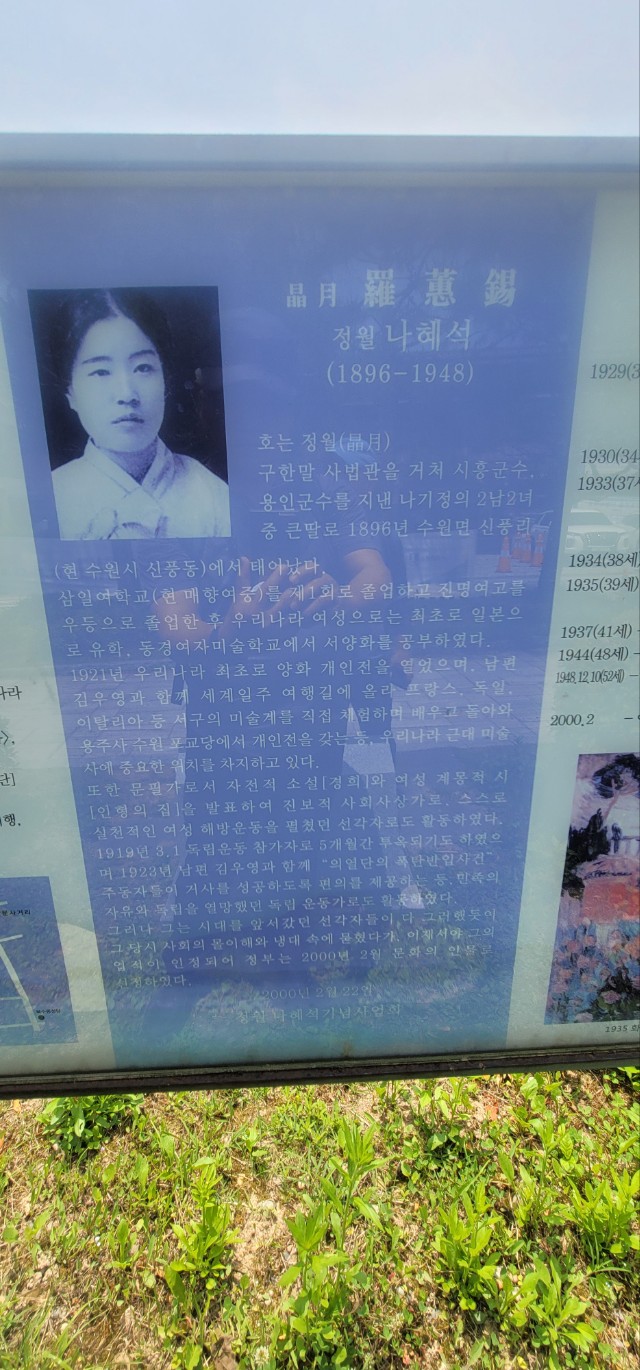 晶月 羅蕙錫
정월 나혜석
(1896-1948)
호는 정월(晶月)
구한말 사법관을 거처 시흥군수,
용인군수를 지낸 나기정의 2남2녀
중 큰딸로 1896년 수원면 신풍리
(현 수원시 신풍동)에서 태어났다.
삼일여학교(현 매향여중)를 제1회로 졸업하고 진명여고를
우등으로 졸업한 후 우리나라 여성으로는 최초로 일본으
로 유학, 동경여자미술학교에서 서양화를 공부하였다.
1921년 우리나라 최초로 양화 개인전을 열었으며, 남편
김우영과 함께 세계일주 여행길에 올라 프랑스, 독일,
이탈리아 등 서구의 미술계를 직접 체험하며 배우고 돌아와
용주사 수원 포교당에서 개인전을 갖는 등, 우리나라 근대 미술
사에 중요한 위치를 차지하고 있다.
또한 문필가로서 자전적 소설[경희]와 여성 계몽적 시
[인형의 집]을 발표하여 진보적 사회사상가로, 스스로
실천적인 여성 해방운동을 펼쳤던 선각자로도 활동하였다.
1919년 3.1 독립운동 참가자로 5개월간 투옥되기도 하였으
며 1923년 남편 김우영과 함께 "의열단의 폭탄반입사건"
주동자들이 거사를 성공하도록 편의를 제공하는 등, 민족의
자유와 독립을 열망했던 독립 운동가로도 활동하였다.
그러나 그는 시대를 앞서갔던 선각자들이 다 그러했듯이
그 당시 사회의 몰이해와 냉대 속에 묻혔다가, 이제서야 그의
업적이 인정되어 정부는 2000년 2월 문화의 인물로
선정하였다.
2000년 2월 22일
정월 나혜석기념사업회
1929(3
1930(34
1933(37
1934(38세)
1935(39세)
1937(41세) -
1944(48세) -
1948.12.10(52세) -
2000.2 -
나라
단]
1935